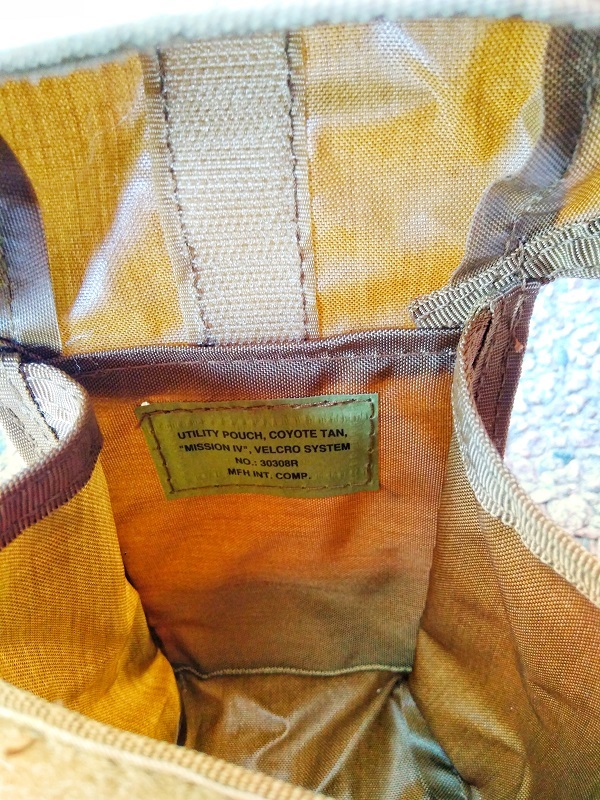 UTILITY POUCH, COYOTE TAN,
"MISSION IV", VELCRO SYSTEM
NO.: 30308R
MFH INT. COMP.